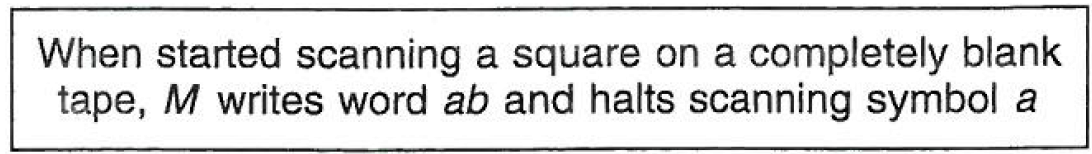 When started scanning a square on a completely blank
tape, M writes word ab and halts scanning symbol a